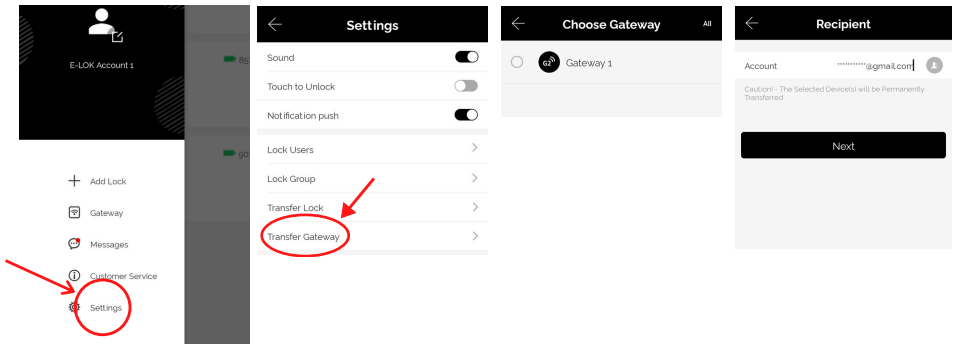 E-LOK Account 1
Add Lock
Gateway
Messages
Customer Service
Settings
Settings
Sound
Touch to Unlock
Notification push
Lock Users
Lock Group
Transfer Lock
Transfer Gateway
Choose Gateway
All
G2
Gateway 1
Recipient
Account
**********@gmail.com
Caution! - The Selected Device(s) will be Permanently
Transferred
Next